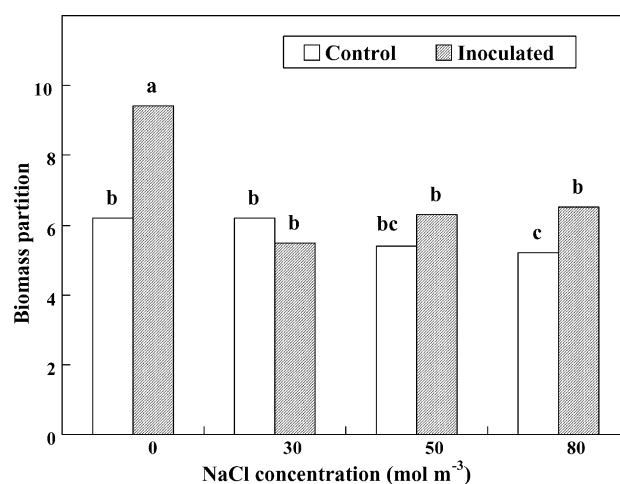 Control Inoculated
10
8
6
4
2
0
Biomass partition
a
b
b
b
bc
b
c
b
0 30 50 80
NaCl concentration (mol m⁻³)